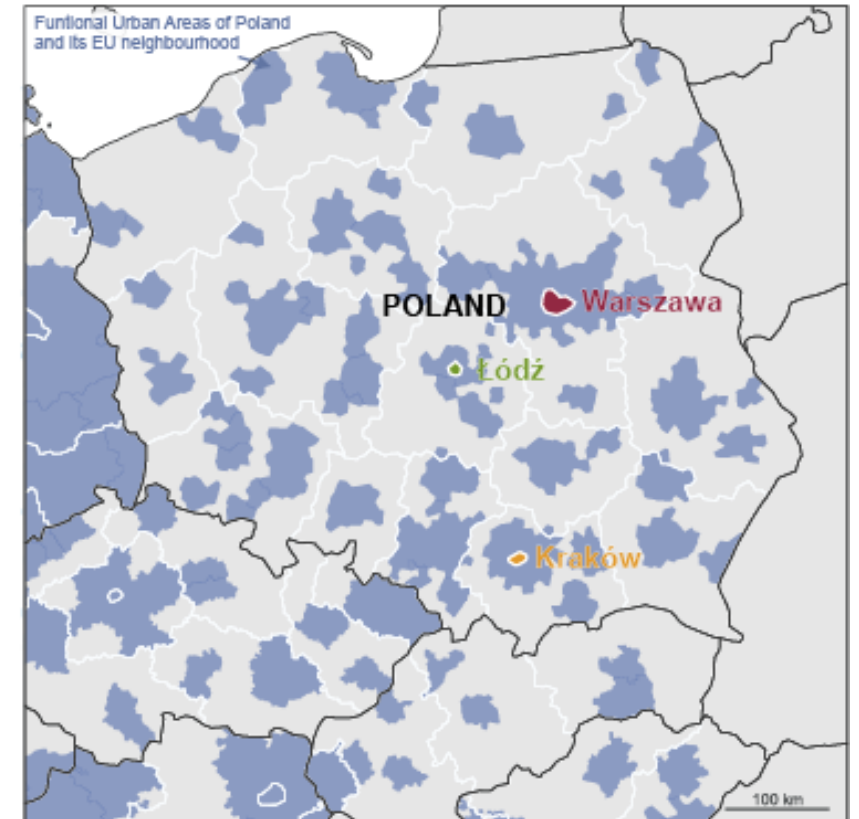 Funtional Urban Areas of Poland
and its EU neighbourhood
POLAND
Warszawa
Łódź
Kraków
100 km